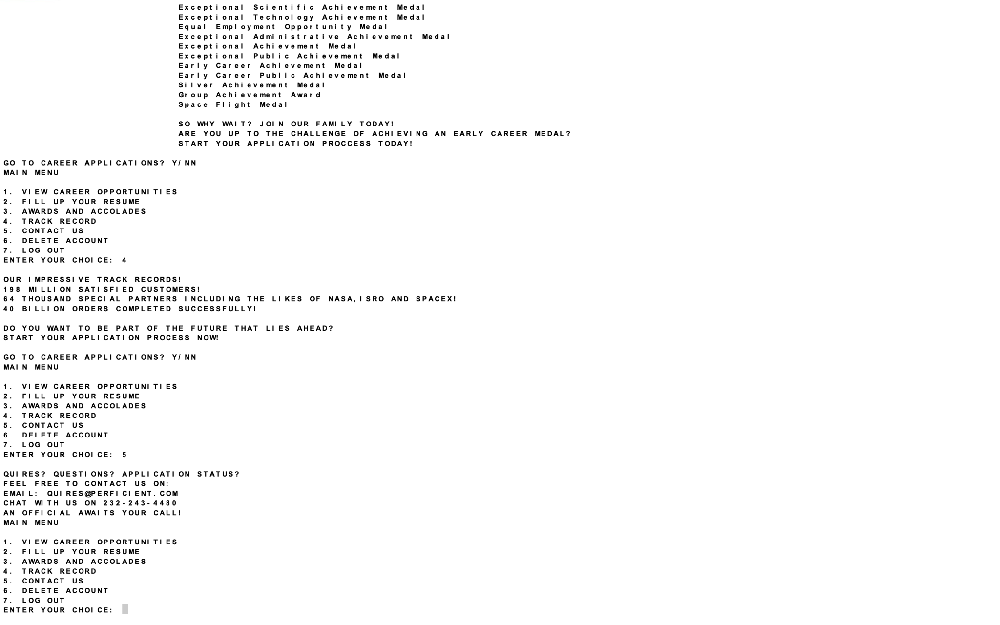 Exceptional Scientific Achievement Medal
Exceptional Technology Achievement Medal
Equal Employment Opportunity Medal
Exceptional Administrative Achievement Medal
Exceptional Achievement Medal
Exceptional Public Achievement Medal
Early Career Achievement Medal
Early Career Public Achievement Medal
Silver Achievement Medal
Group Achievement Award
Space Flight Medal
SO WHY WAIT? JOIN OUR FAMILY TODAY!
ARE YOU UP TO THE CHALLENGE OF ACHIEVING AN EARLY CAREER MEDAL?
START YOUR APPLICATION PROCCESS TODAY!
GO TO CAREER APPLICATIONS? Y/NN
MAIN MENU
1. VIEW CAREER OPPORTUNITIES
2. FILL UP YOUR RESUME
3. AWARDS AND ACCOLADES
4. TRACK RECORD
5. CONTACT US
6. DELETE ACCOUNT
7. LOG OUT
ENTER YOUR CHOICE: 4
OUR IMPRESSIVE TRACK RECORDS!
198 MILLION SATISFIED CUSTOMERS!
64 THOUSAND SPECIAL PARTNERS INCLUDING THE LIKES OF NASA,ISRO AND SPACEX!
40 BILLION ORDERS COMPLETED SUCCESSFULLY!
DO YOU WANT TO BE PART OF THE FUTURE THAT LIES AHEAD?
START YOUR APPLICATION PROCESS NOW!
GO TO CAREER APPLICATIONS? Y/NN
MAIN MENU
1. VIEW CAREER OPPORTUNITIES
2. FILL UP YOUR RESUME
3. AWARDS AND ACCOLADES
4. TRACK RECORD
5. CONTACT US
6. DELETE ACCOUNT
7. LOG OUT
ENTER YOUR CHOICE: 5
QUIRES? QUESTIONS? APPLICATION STATUS?
FEEL FREE TO CONTACT US ON:
EMAIL: QUIRES@PERFICIENT.COM
CHAT WITH US ON 232-243-4480
AN OFFICIAL AWAITS YOUR CALL!
MAIN MENU
1. VIEW CAREER OPPORTUNITIES
2. FILL UP YOUR RESUME
3. AWARDS AND ACCOLADES
4. TRACK RECORD
5. CONTACT US
6. DELETE ACCOUNT
7. LOG OUT
ENTER YOUR CHOICE: